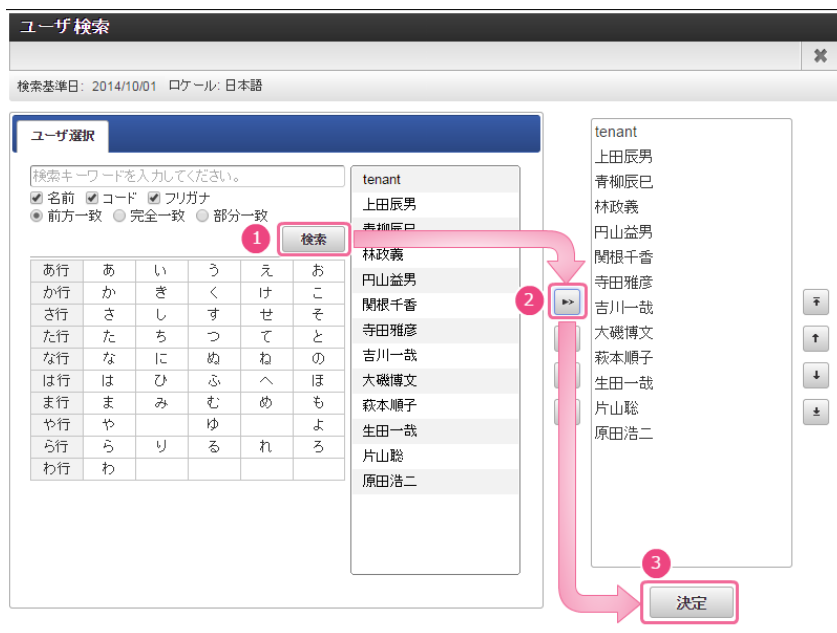 ユーザ検索
検索基準日: 2014/10/01 ロケール: 日本語
ユーザ選択
検索キーワードを入力してください。
名前 コード フリガナ
前方一致 完全一致 部分一致
1
検索
あ行 あ い う え お
か行 か き く け こ
さ行 さ し す せ そ
た行 た ち つ て と
な行 な に ぬ ね の
は行 は ひ ふ へ ほ
ま行 ま み む め も
や行 や ゆ よ
ら行 ら り る れ ろ
わ行 わ
tenant
上田辰男
青柳辰巳
林政義
円山益男
関根千香
寺田雅彦
吉川一哉
大磯博文
萩本順子
生田一哉
片山聡
原田浩二
2
tenant
上田辰男
青柳辰巳
林政義
円山益男
関根千香
寺田雅彦
吉川一哉
大磯博文
萩本順子
生田一哉
片山聡
原田浩二
3
決定